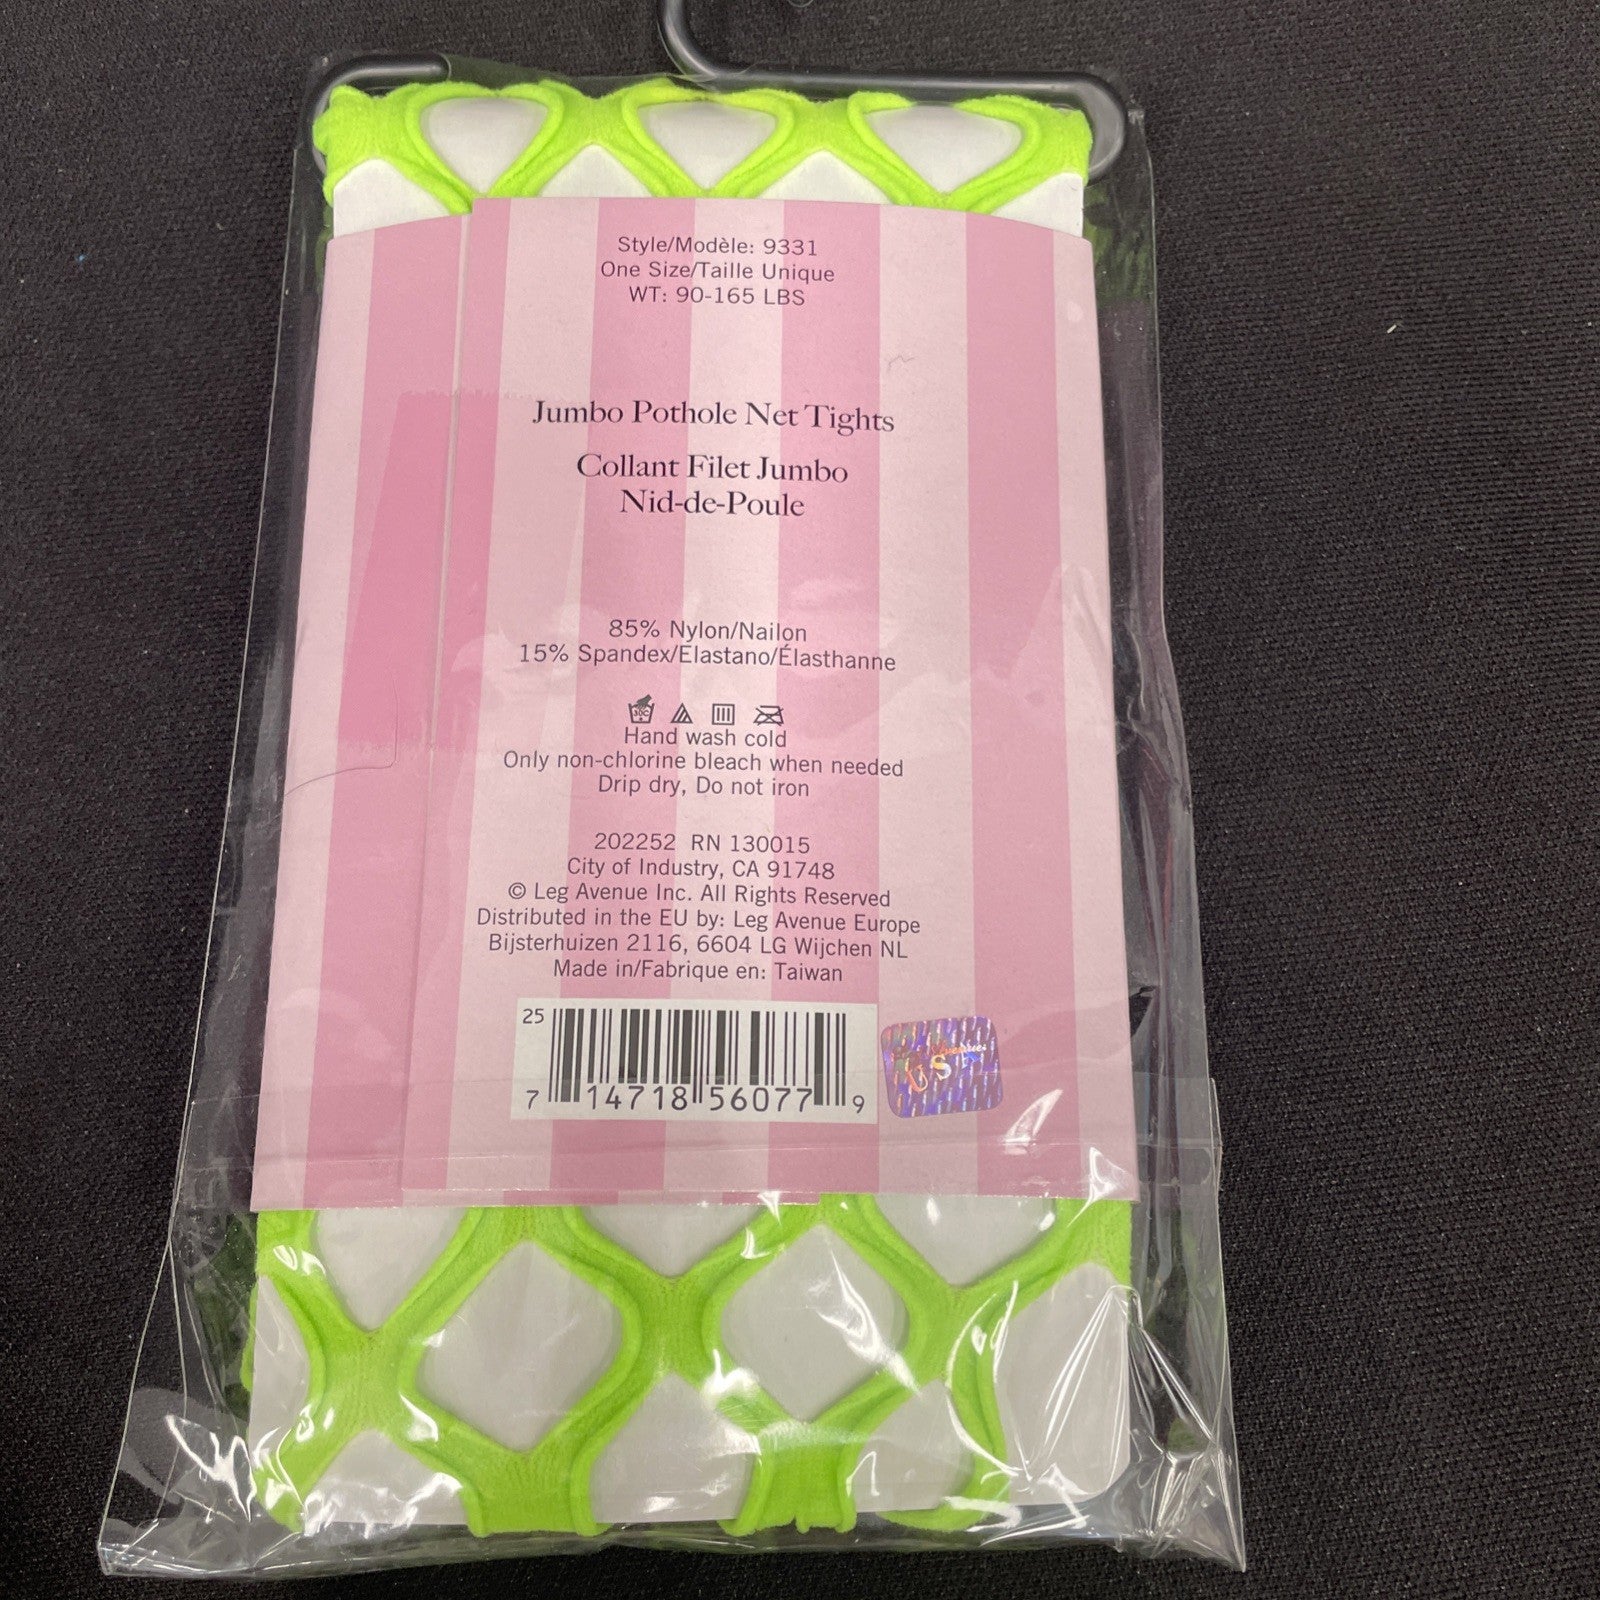 Style/Modèle: 9331
One Size/Taille Unique
WT: 90-165 LBS
Jumbo Pothole Net Tights
Collant Filet Jumbo
Nid-de-Poule
85% Nylon/Nailon
15% Spandex/Elastano/Élasthanne
30C
Hand wash cold
Only non-chlorine bleach when needed
Drip dry, Do not iron
202252 RN 130015
City of Industry, CA 91748
© Leg Avenue Inc. All Rights Reserved
Distributed in the EU by: Leg Avenue Europe
Bijsterhuizen 2116, 6604 LG Wijchen NL
Made in/Fabrique en: Taiwan
25
7 14718 56077 9
US